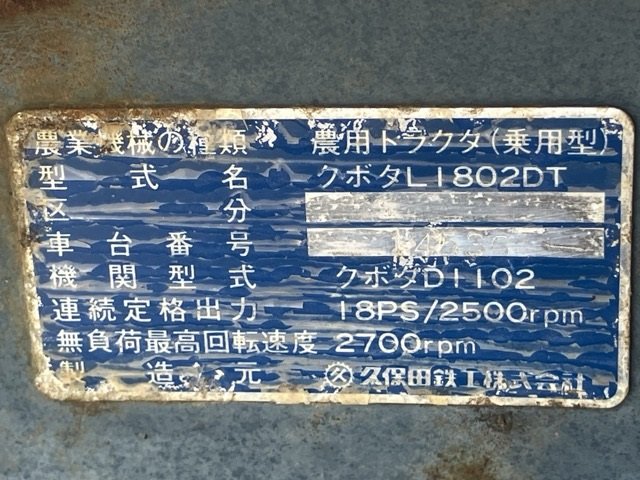 農業機械の種類 農用トラクタ(乗用型)
型式名 クボタL1802DT
区分
車台番号
機関型式 クボタD1102
連続定格出力 18PS/2500rpm
無負荷最高回転速度 2700rpm
製造元 久保田鉄工株式会社